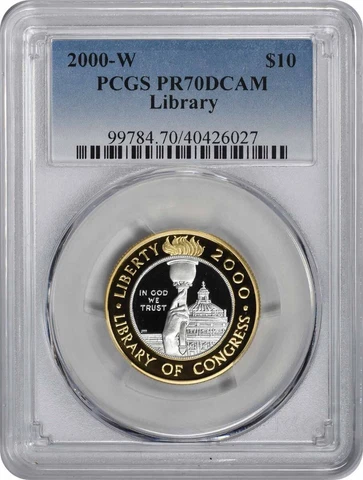 2000-W $10
PCGS PR70DCAM
Library
99784.70/40426027
LIBERTY 2000
IN GOD
WE
TRUST
LIBRARY OF CONGRESS